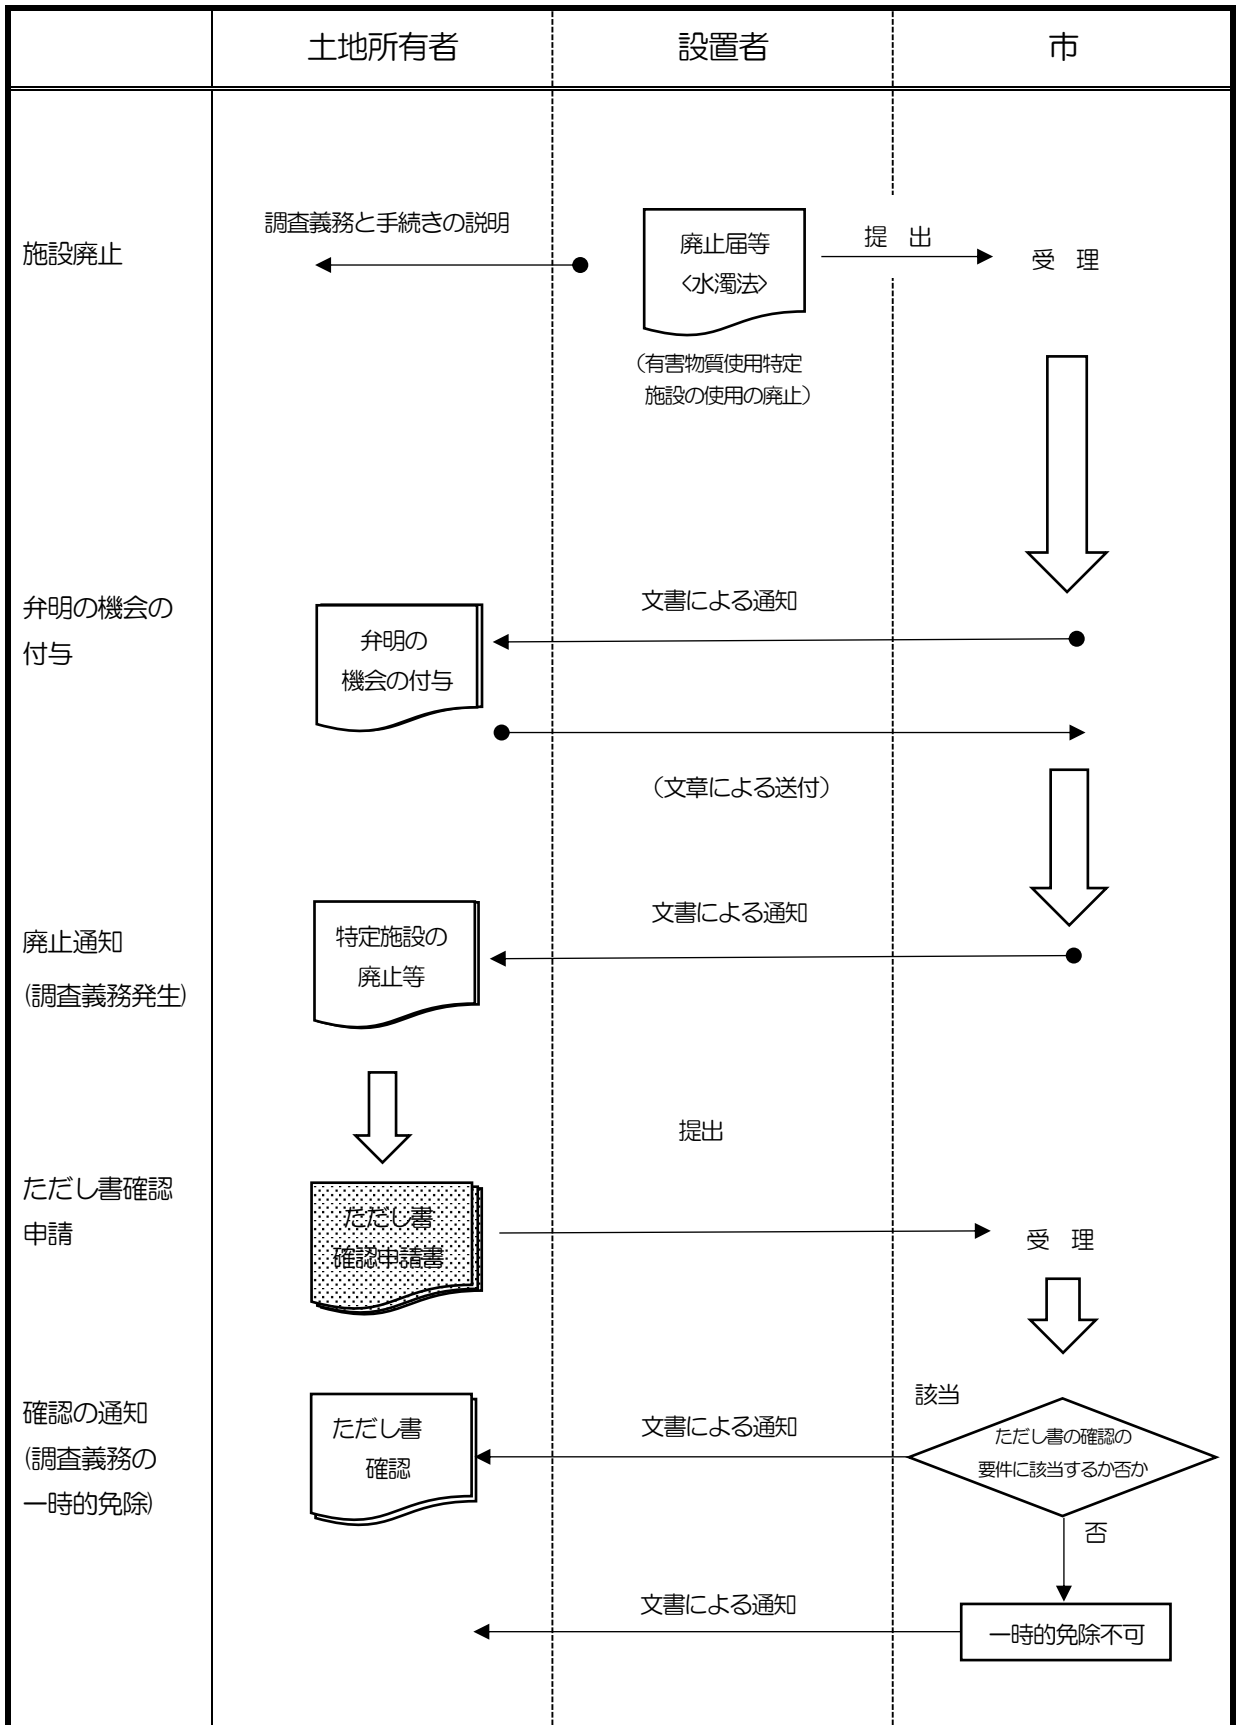 土地所有者
設置者
市
施設廃止
調査義務と手続きの説明
廃止届等
<水濁法>
提　出
受　理
（有害物質使用特定
施設の使用の廃止）
弁明の機会の
付与
弁明の
機会の付与
文書による通知
（文章による送付）
廃止通知
(調査義務発生)
特定施設の
廃止等
文書による通知
提出
ただし書確認
申請
ただし書
確認申請書
受　理
確認の通知
(調査義務の
一時的免除)
ただし書
確認
文書による通知
該当
ただし書の確認の
要件に該当するか否か
否
文書による通知
一時的免除不可